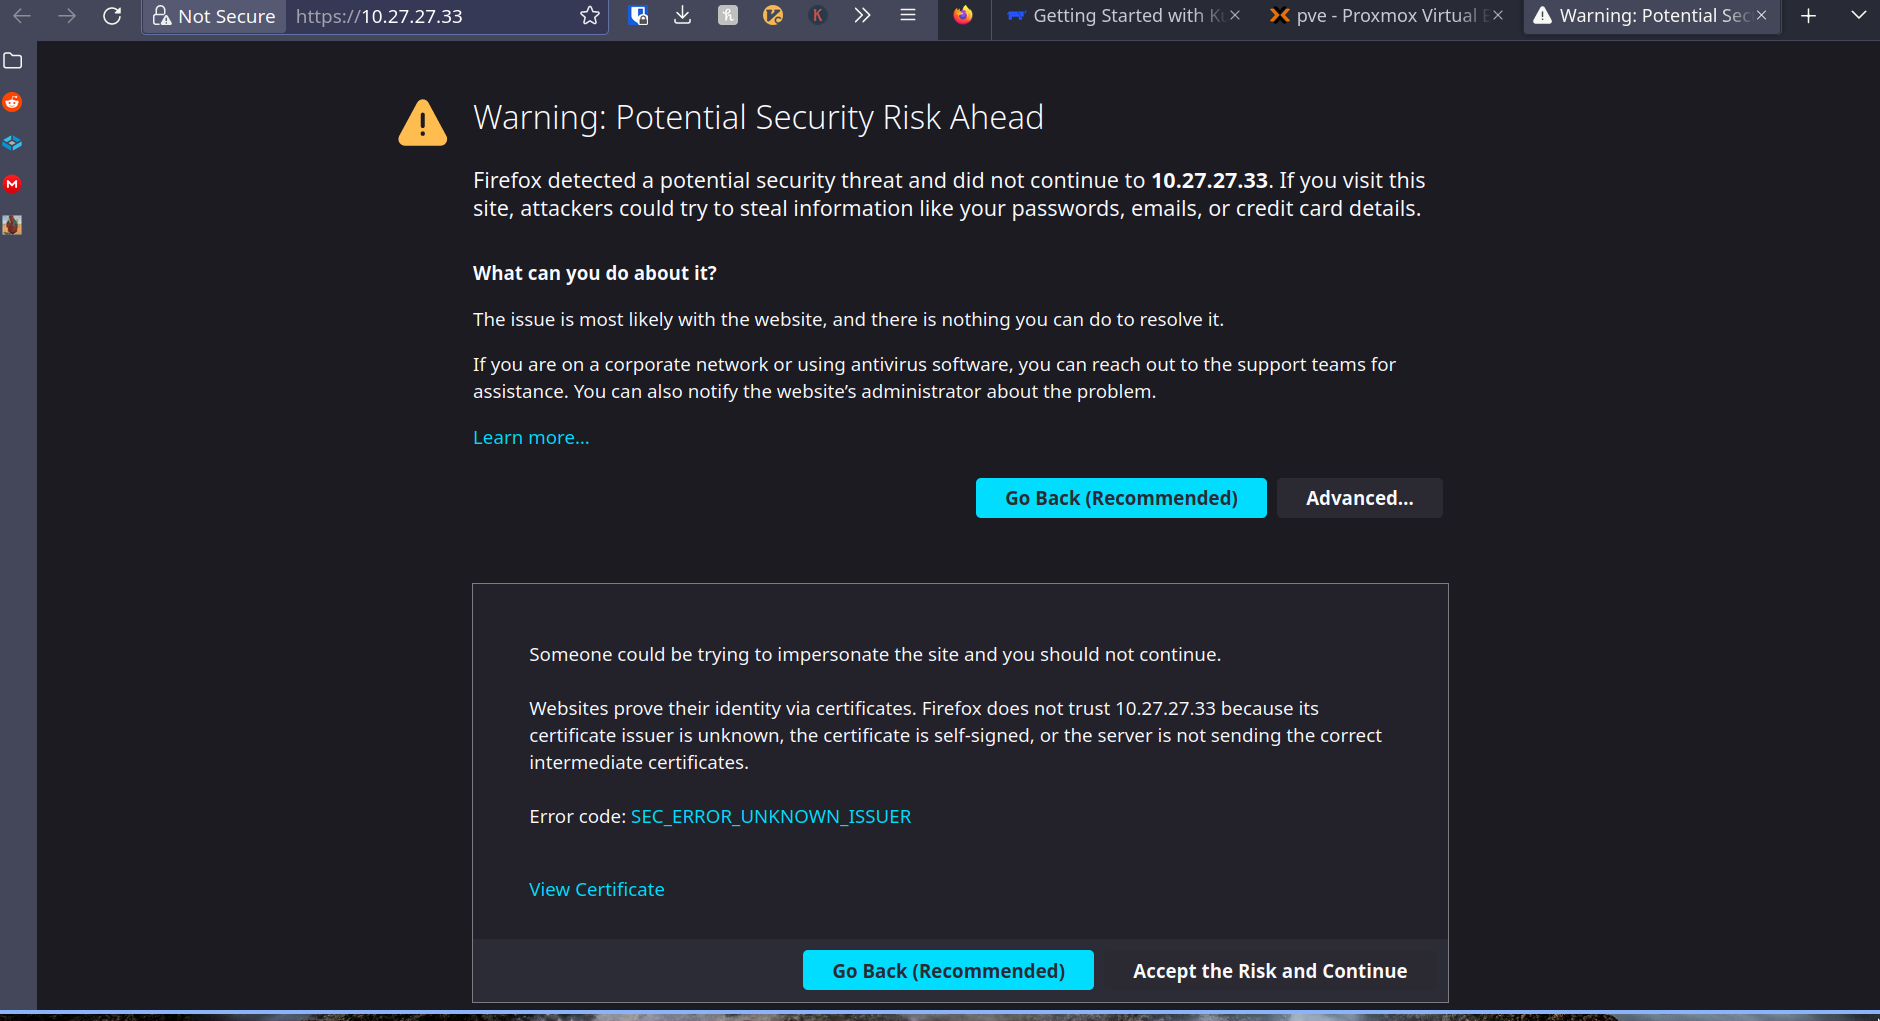 Not Secure https://10.27.27.33
Getting Started with Ku
pve - Proxmox Virtual E
Warning: Potential Sec
Warning: Potential Security Risk Ahead
Firefox detected a potential security threat and did not continue to 10.27.27.33. If you visit this
site, attackers could try to steal information like your passwords, emails, or credit card details.
What can you do about it?
The issue is most likely with the website, and there is nothing you can do to resolve it.
If you are on a corporate network or using antivirus software, you can reach out to the support teams for
assistance. You can also notify the website’s administrator about the problem.
Learn more…
Go Back (Recommended) Advanced…
Someone could be trying to impersonate the site and you should not continue.
Websites prove their identity via certificates. Firefox does not trust 10.27.27.33 because its
certificate issuer is unknown, the certificate is self-signed, or the server is not sending the correct
intermediate certificates.
Error code: SEC_ERROR_UNKNOWN_ISSUER
View Certificate
Go Back (Recommended) Accept the Risk and Continue